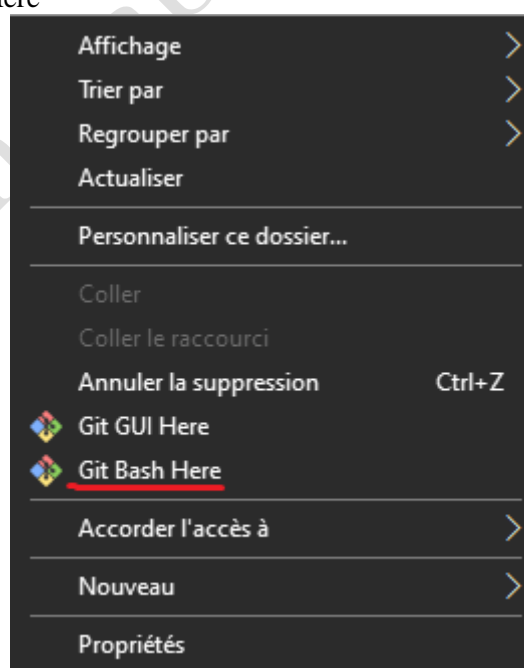 Affichage
Trier par
Regrouper par
Actualiser
Personnaliser ce dossier...
Coller
Coller le raccourci
Annuler la suppression Ctrl+Z
Git GUI Here
Git Bash Here
Accorder l'accès à
Nouveau
Propriétés